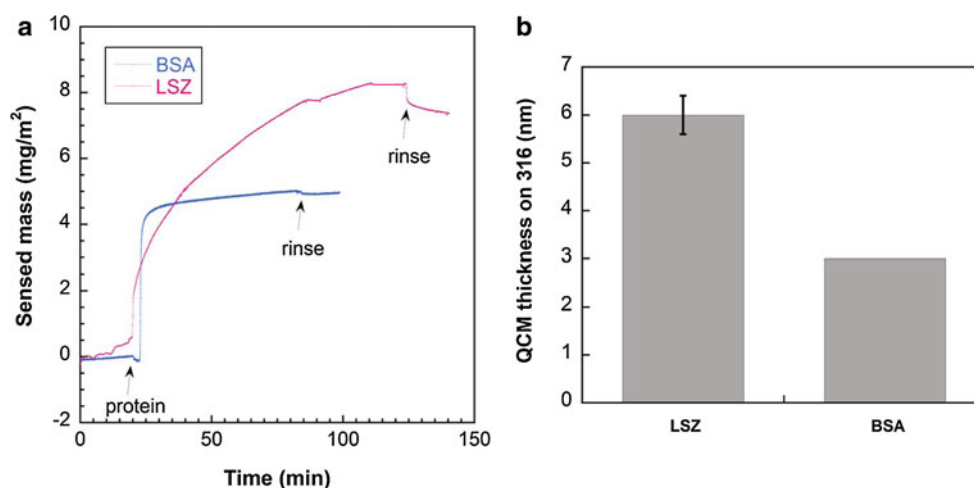 a
10
8
6
4
2
0
-2
Sensed mass (mg/m²)
BSA
LSZ
rinse
rinse
protein
0
50
100
150
Time (min)
b
7
6
5
4
3
2
1
0
QCM thickness on 316 (nm)
LSZ
BSA